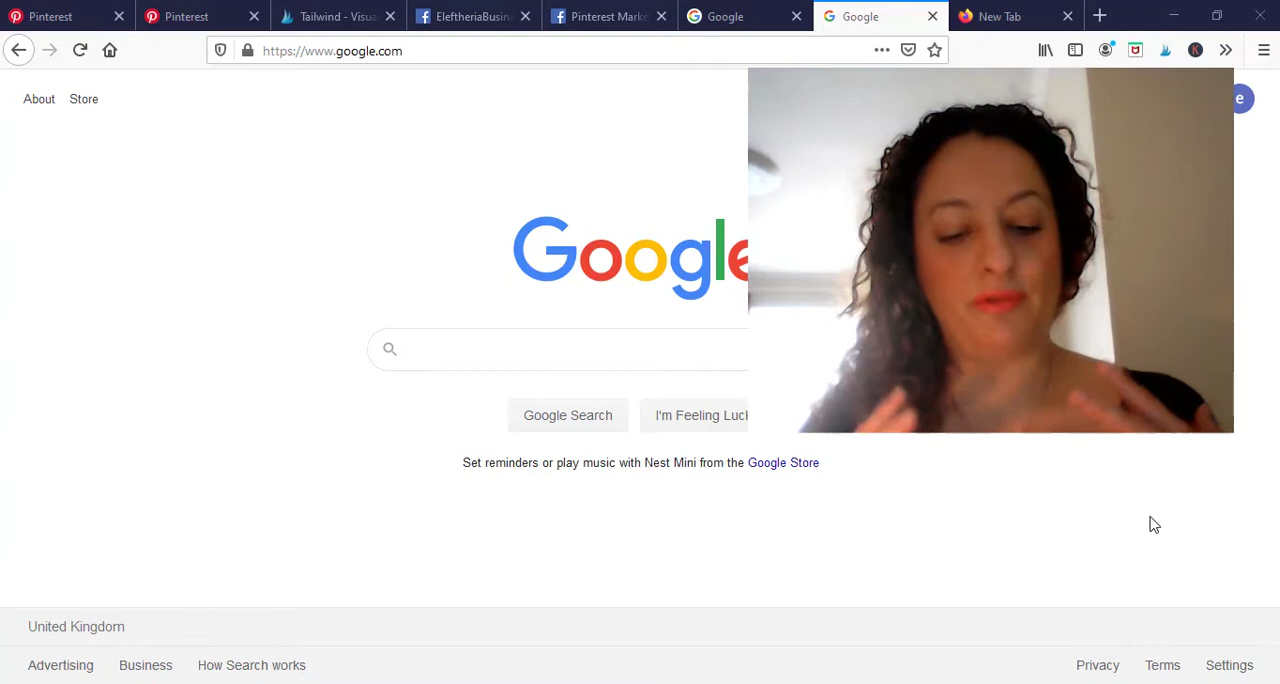 Pinterest
Pinterest
Tailwind - Visua
EleftheriaBusine
Pinterest Marke
Google
Google
New Tab
https://www.google.com
About Store
e
Google
Google Search
I'm Feeling Luck
Set reminders or play music with Nest Mini from the Google Store
United Kingdom
Advertising Business How Search works
Privacy Terms Settings